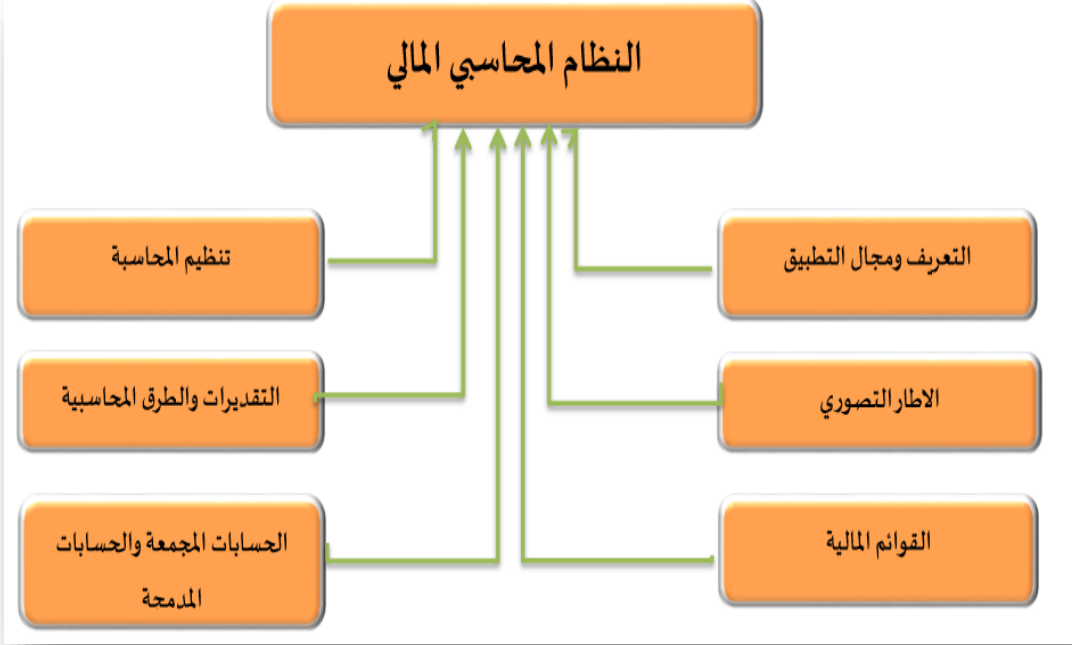 النظام المحاسبي المالي
التعريف ومجال التطبيق
تنظيم المحاسبة
الاطار التصوري
التقديرات والطرق المحاسبية
القوائم المالية
الحسابات المجمعة والحسابات
المدمجة